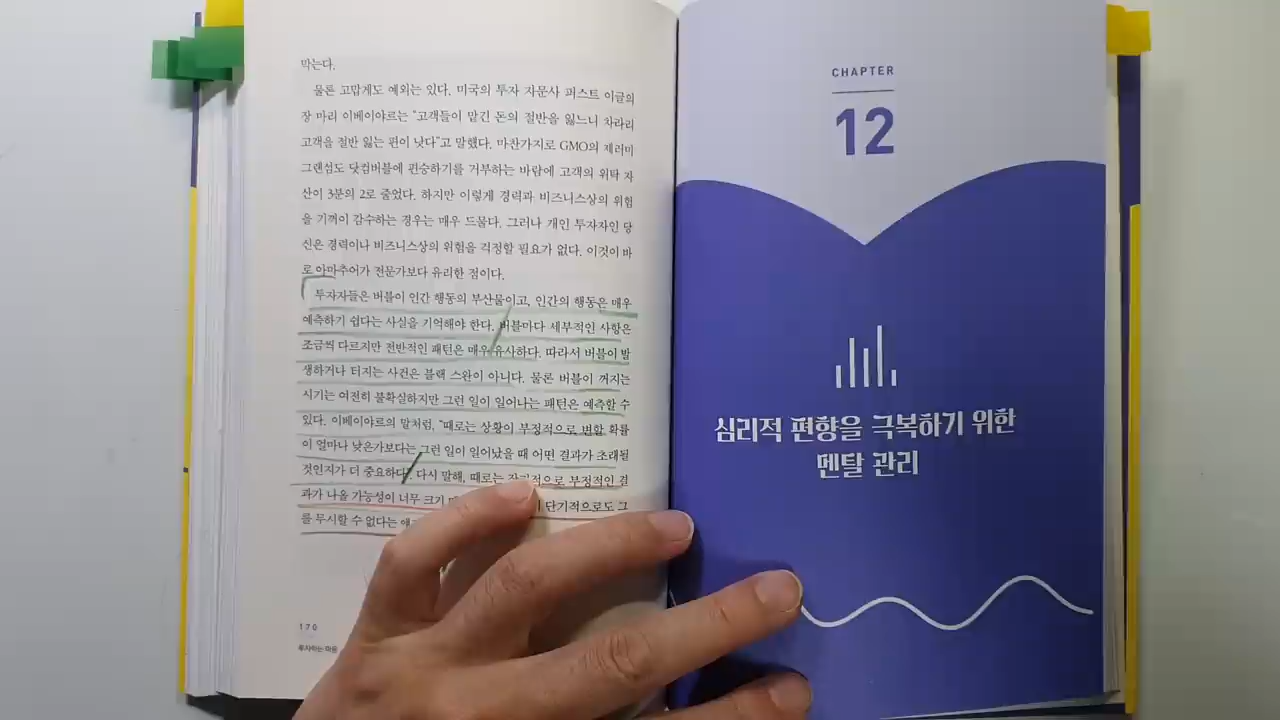 막는다.
물론 고맙게도 예외는 있다. 미국의 투자 자문사 퍼스트 이글의
장 마리 이베이야르는 “고객들이 맡긴 돈의 절반을 잃느니 차라리
고객을 절반 잃는 편이 낫다”고 말했다. 마찬가지로 GMO의 제러미
그랜섬도 닷컴버블에 편승하기를 거부하는 바람에 고객의 위탁 자
산이 3분의 2로 줄었다. 하지만 이렇게 경력과 비즈니스상의 위험
을 기꺼이 감수하는 경우는 매우 드물다. 그러나 개인 투자자인 당
신은 경력이나 비즈니스상의 위험을 걱정할 필요가 없다. 이것이 바
로 아마추어가 전문가보다 유리한 점이다.
투자자들은 버블이 인간 행동의 부산물이고, 인간의 행동은 매우
예측하기 쉽다는 사실을 기억해야 한다. 버블마다 세부적인 사항은
조금씩 다르지만 전반적인 패턴은 매우 유사하다. 따라서 버블이 발
생하거나 터지는 사건은 블랙 스완이 아니다. 물론 버블이 꺼지는
시기는 여전히 불확실하지만 그런 일이 일어나는 패턴은 예측할 수
있다. 이베이야르의 말처럼, “때로는 상황이 부정적으로 변할 확률
이 얼마나 낮은가보다는 그런 일이 일어났을 때 어떤 결과가 초래될
것인지가 더 중요하다. 다시 말해, 때로는 부정적인 결
과가 나올 가능성이 너무 크기 단기적으로도 그
를 무시할 수 없다는
170
투자하는 마음
CHAPTER
12
심리적 편향을 극복하기 위한
멘탈 관리